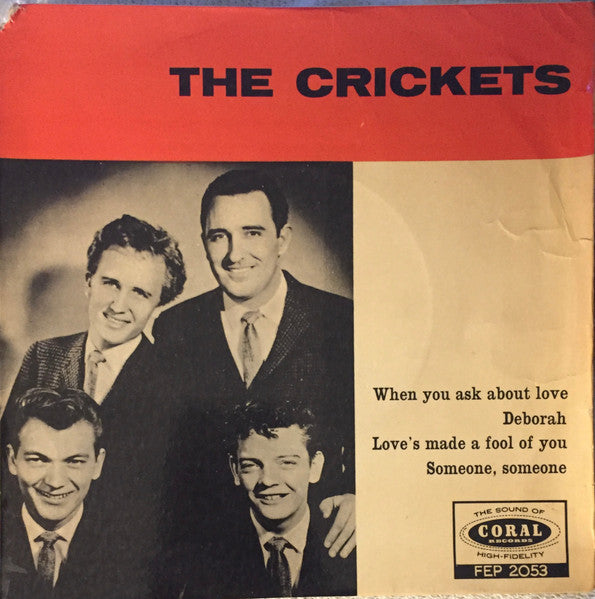 THE CRICKETS
When you ask about love
Deborah
Love's made a fool of you
Someone, someone
THE SOUND OF
CORAL
RECORDS
HIGH-FIDELITY
FEP 2053